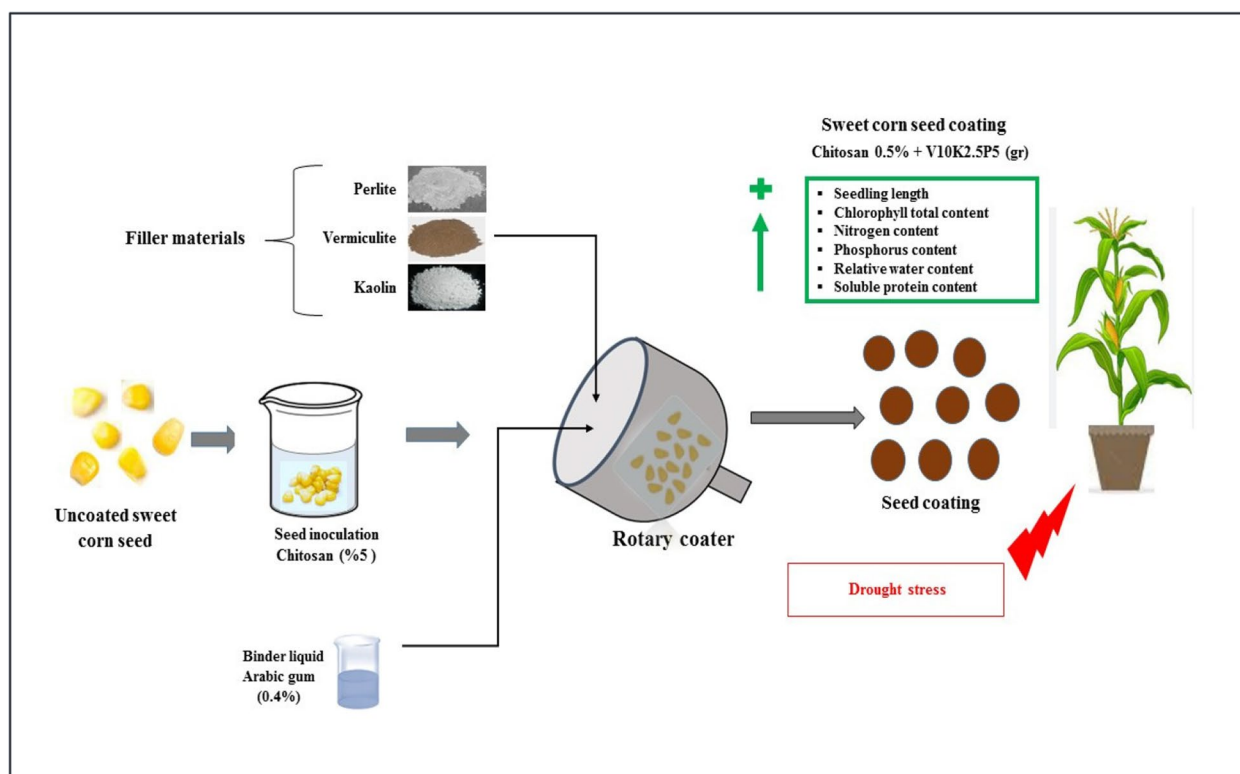 Sweet corn seed coating
Chitosan 0.5% + V10K2.5P5 (gr)
▪ Seedling length
▪ Chlorophyll total content
▪ Nitrogen content
▪ Phosphorus content
▪ Relative water content
▪ Soluble protein content
Filler materials
Perlite
Vermiculite
Kaolin
Uncoated sweet
corn seed
Seed inoculation
Chitosan (%5 )
Rotary coater
Seed coating
Drought stress
Binder liquid
Arabic gum
(0.4%)